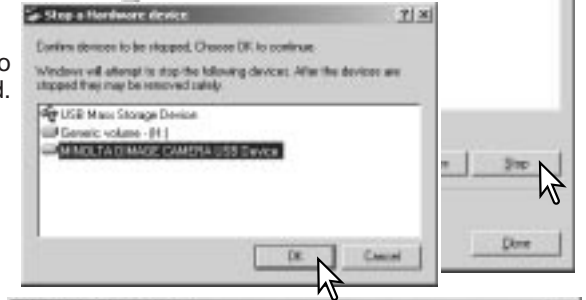 Stop a Hardware device
Confirm devices to be stopped, Choose OK to continue.
Windows will attempt to stop the following devices. After the devices are
stopped they may be removed safely.
USB Mass Storage Device
Generic volume - (H:)
MINOLTA DIMAGE CAMERA USB Device
OK
Cancel
Stop
Close
o
d.